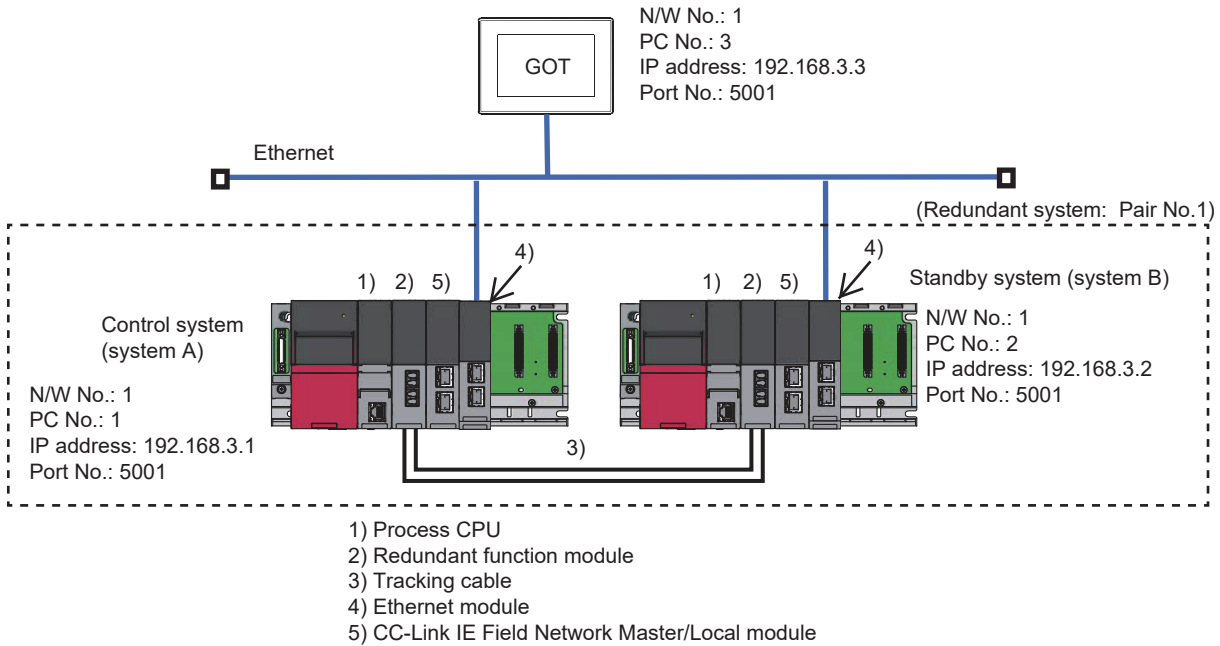 N/W No.: 1
PC No.: 3
IP address: 192.168.3.3
Port No.: 5001
GOT
Ethernet
(Redundant system:  Pair No.1)
4)
4)
1)
2)
5)
1)
2)
5)
Standby system (system B)
Control system
(system A)
N/W No.: 1
PC No.: 2
IP address: 192.168.3.2
Port No.: 5001
N/W No.: 1
PC No.: 1
IP address: 192.168.3.1
Port No.: 5001
3)
1) Process CPU
2) Redundant function module
3) Tracking cable
4) Ethernet module
5) CC-Link IE Field Network Master/Local module